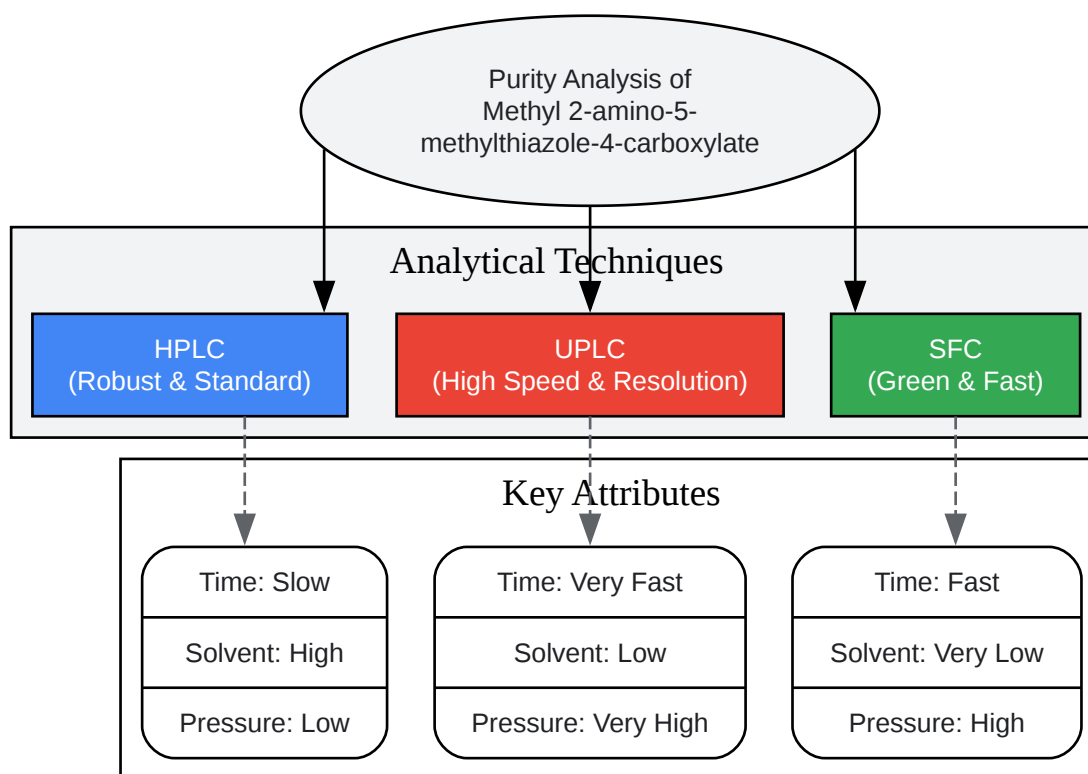 Purity Analysis of
Methyl 2-amino-5-
methylthiazole-4-carboxylate
Analytical Techniques
HPLC
(Robust & Standard)
UPLC
(High Speed & Resolution)
SFC
(Green & Fast)
Key Attributes
Time: Slow
Solvent: High
Pressure: Low
Time: Very Fast
Solvent: Low
Pressure: Very High
Time: Fast
Solvent: Very Low
Pressure: High